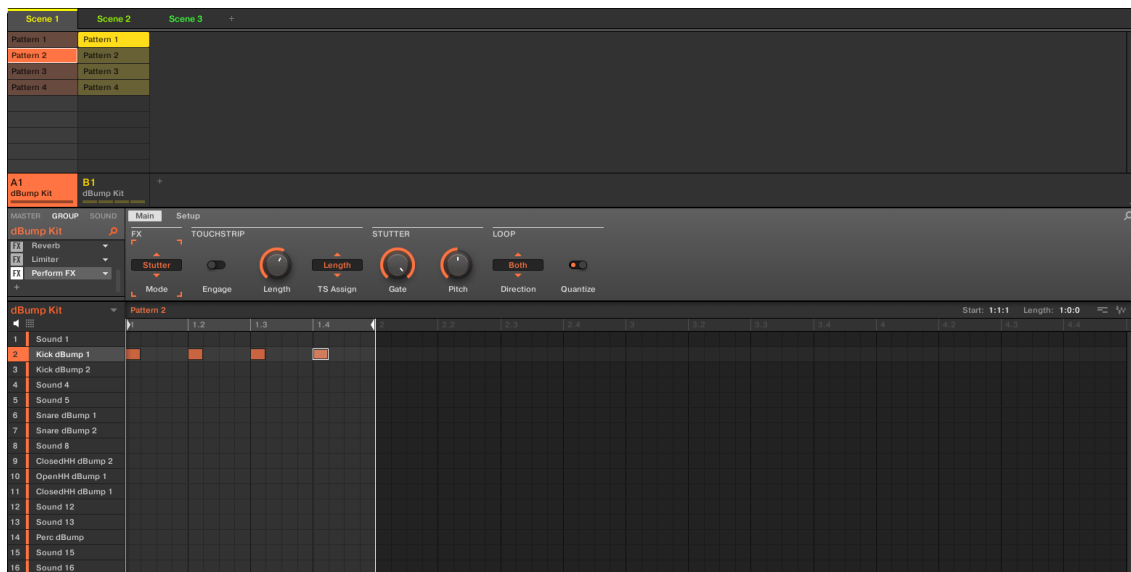 Scene 1 Scene 2 Scene 3 +
Pattern 1 Pattern 1
Pattern 2 Pattern 2
Pattern 3 Pattern 3
Pattern 4 Pattern 4
A1 B1 +
dBump Kit dBump Kit
MASTER GROUP SOUND Main Setup
dBump Kit FX TOUCHSTRIP STUTTER LOOP
FX Reverb
FX Limiter
Stutter Length Both
FX Perform FX
+
Mode Engage Length TS Assign Gate Pitch Direction Quantize
dBump Kit Pattern 2 Start: 1:1:1 Length: 1:0:0
1 1.2 1.3 1.4 2 2.2 2.3 2.4 3 3.2 3.3 3.4 4 4.2 4.3 4.4
1 Sound 1
2 Kick dBump 1
3 Kick dBump 2
4 Sound 4
5 Sound 5
6 Snare dBump 1
7 Snare dBump 2
8 Sound 8
9 ClosedHH dBump 2
10 OpenHH dBump 1
11 ClosedHH dBump 1
12 Sound 12
13 Sound 13
14 Perc dBump
15 Sound 15
16 Sound 16